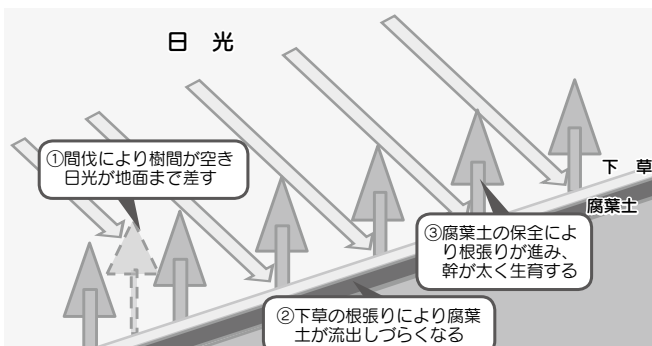 日　光
①間伐により樹間が空き
日光が地面まで差す
下　草
腐葉土
③腐葉土の保全によ
り根張りが進み、
幹が太く生育する
②下草の根張りにより腐葉
土が流出しづらくなる